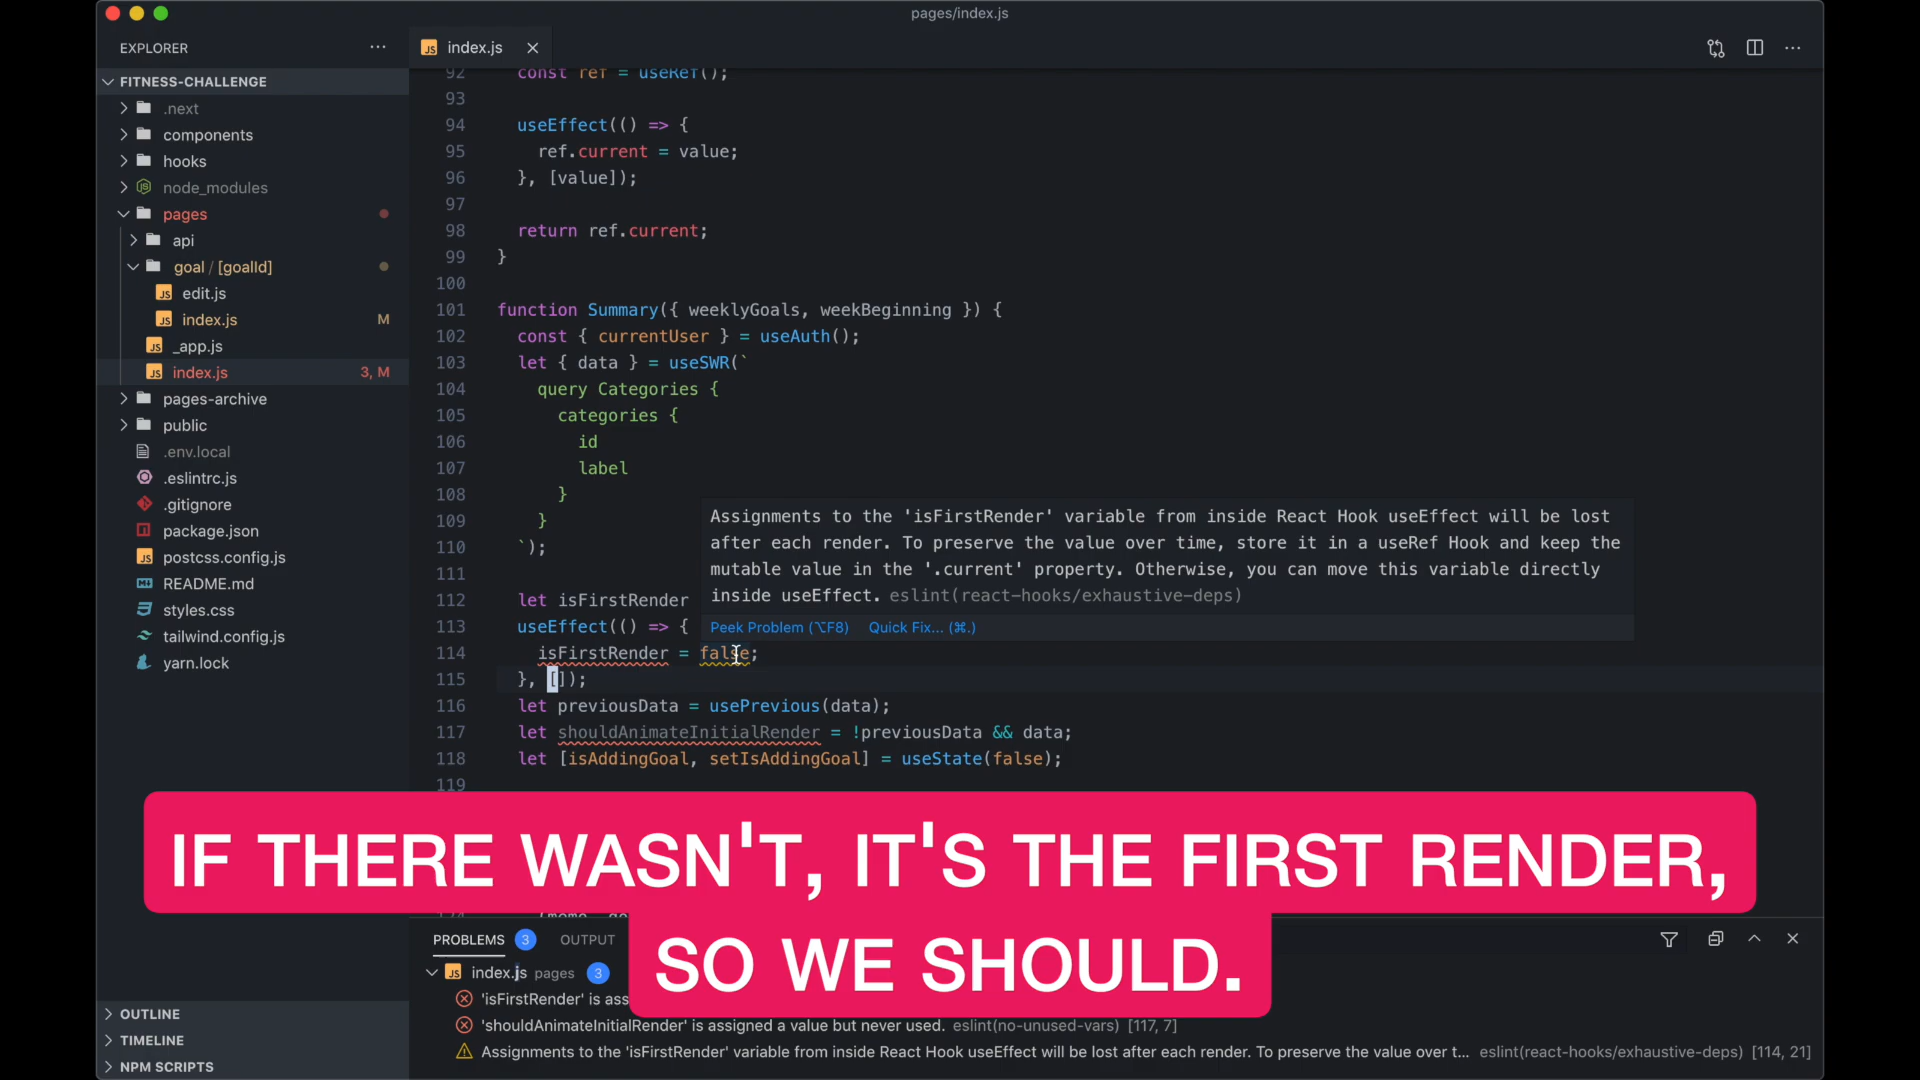 pages/index.js
EXPLORER
index.js
FITNESS-CHALLENGE
.next
components
hooks
node_modules
pages
api
goal / [goalId]
edit.js
index.js M
_app.js
index.js 3, M
pages-archive
public
.env.local
.eslintrc.js
.gitignore
package.json
postcss.config.js
README.md
styles.css
tailwind.config.js
yarn.lock
OUTLINE
TIMELINE
NPM SCRIPTS
92 const ref = useRef();
93
94 useEffect(() => {
95 ref.current = value;
96 }, [value]);
97
98 return ref.current;
99 }
100
101 function Summary({ weeklyGoals, weekBeginning }) {
102 const { currentUser } = useAuth();
103 let { data } = useSWR(`
104 query Categories {
105 categories {
106 id
107 label
108 }
109 }
110 `);
111
112 let isFirstRender
113 useEffect(() => {
114 isFirstRender = false;
115 }, []);
116 let previousData = usePrevious(data);
117 let shouldAnimateInitialRender = !previousData && data;
118 let [isAddingGoal, setIsAddingGoal] = useState(false);
119
Assignments to the 'isFirstRender' variable from inside React Hook useEffect will be lost
after each render. To preserve the value over time, store it in a useRef Hook and keep the
mutable value in the '.current' property. Otherwise, you can move this variable directly
inside useEffect. eslint(react-hooks/exhaustive-deps)
Peek Problem (⌥F8) Quick Fix... (⌘.)
IF THERE WASN'T, IT'S THE FIRST RENDER,
SO WE SHOULD.
PROBLEMS 3 OUTPUT
index.js pages 3
'isFirstRender' is ass
'shouldAnimateInitialRender' is assigned a value but never used. eslint(no-unused-vars) [117, 7]
Assignments to the 'isFirstRender' variable from inside React Hook useEffect will be lost after each render. To preserve the value over t... eslint(react-hooks/exhaustive-deps) [114, 21]